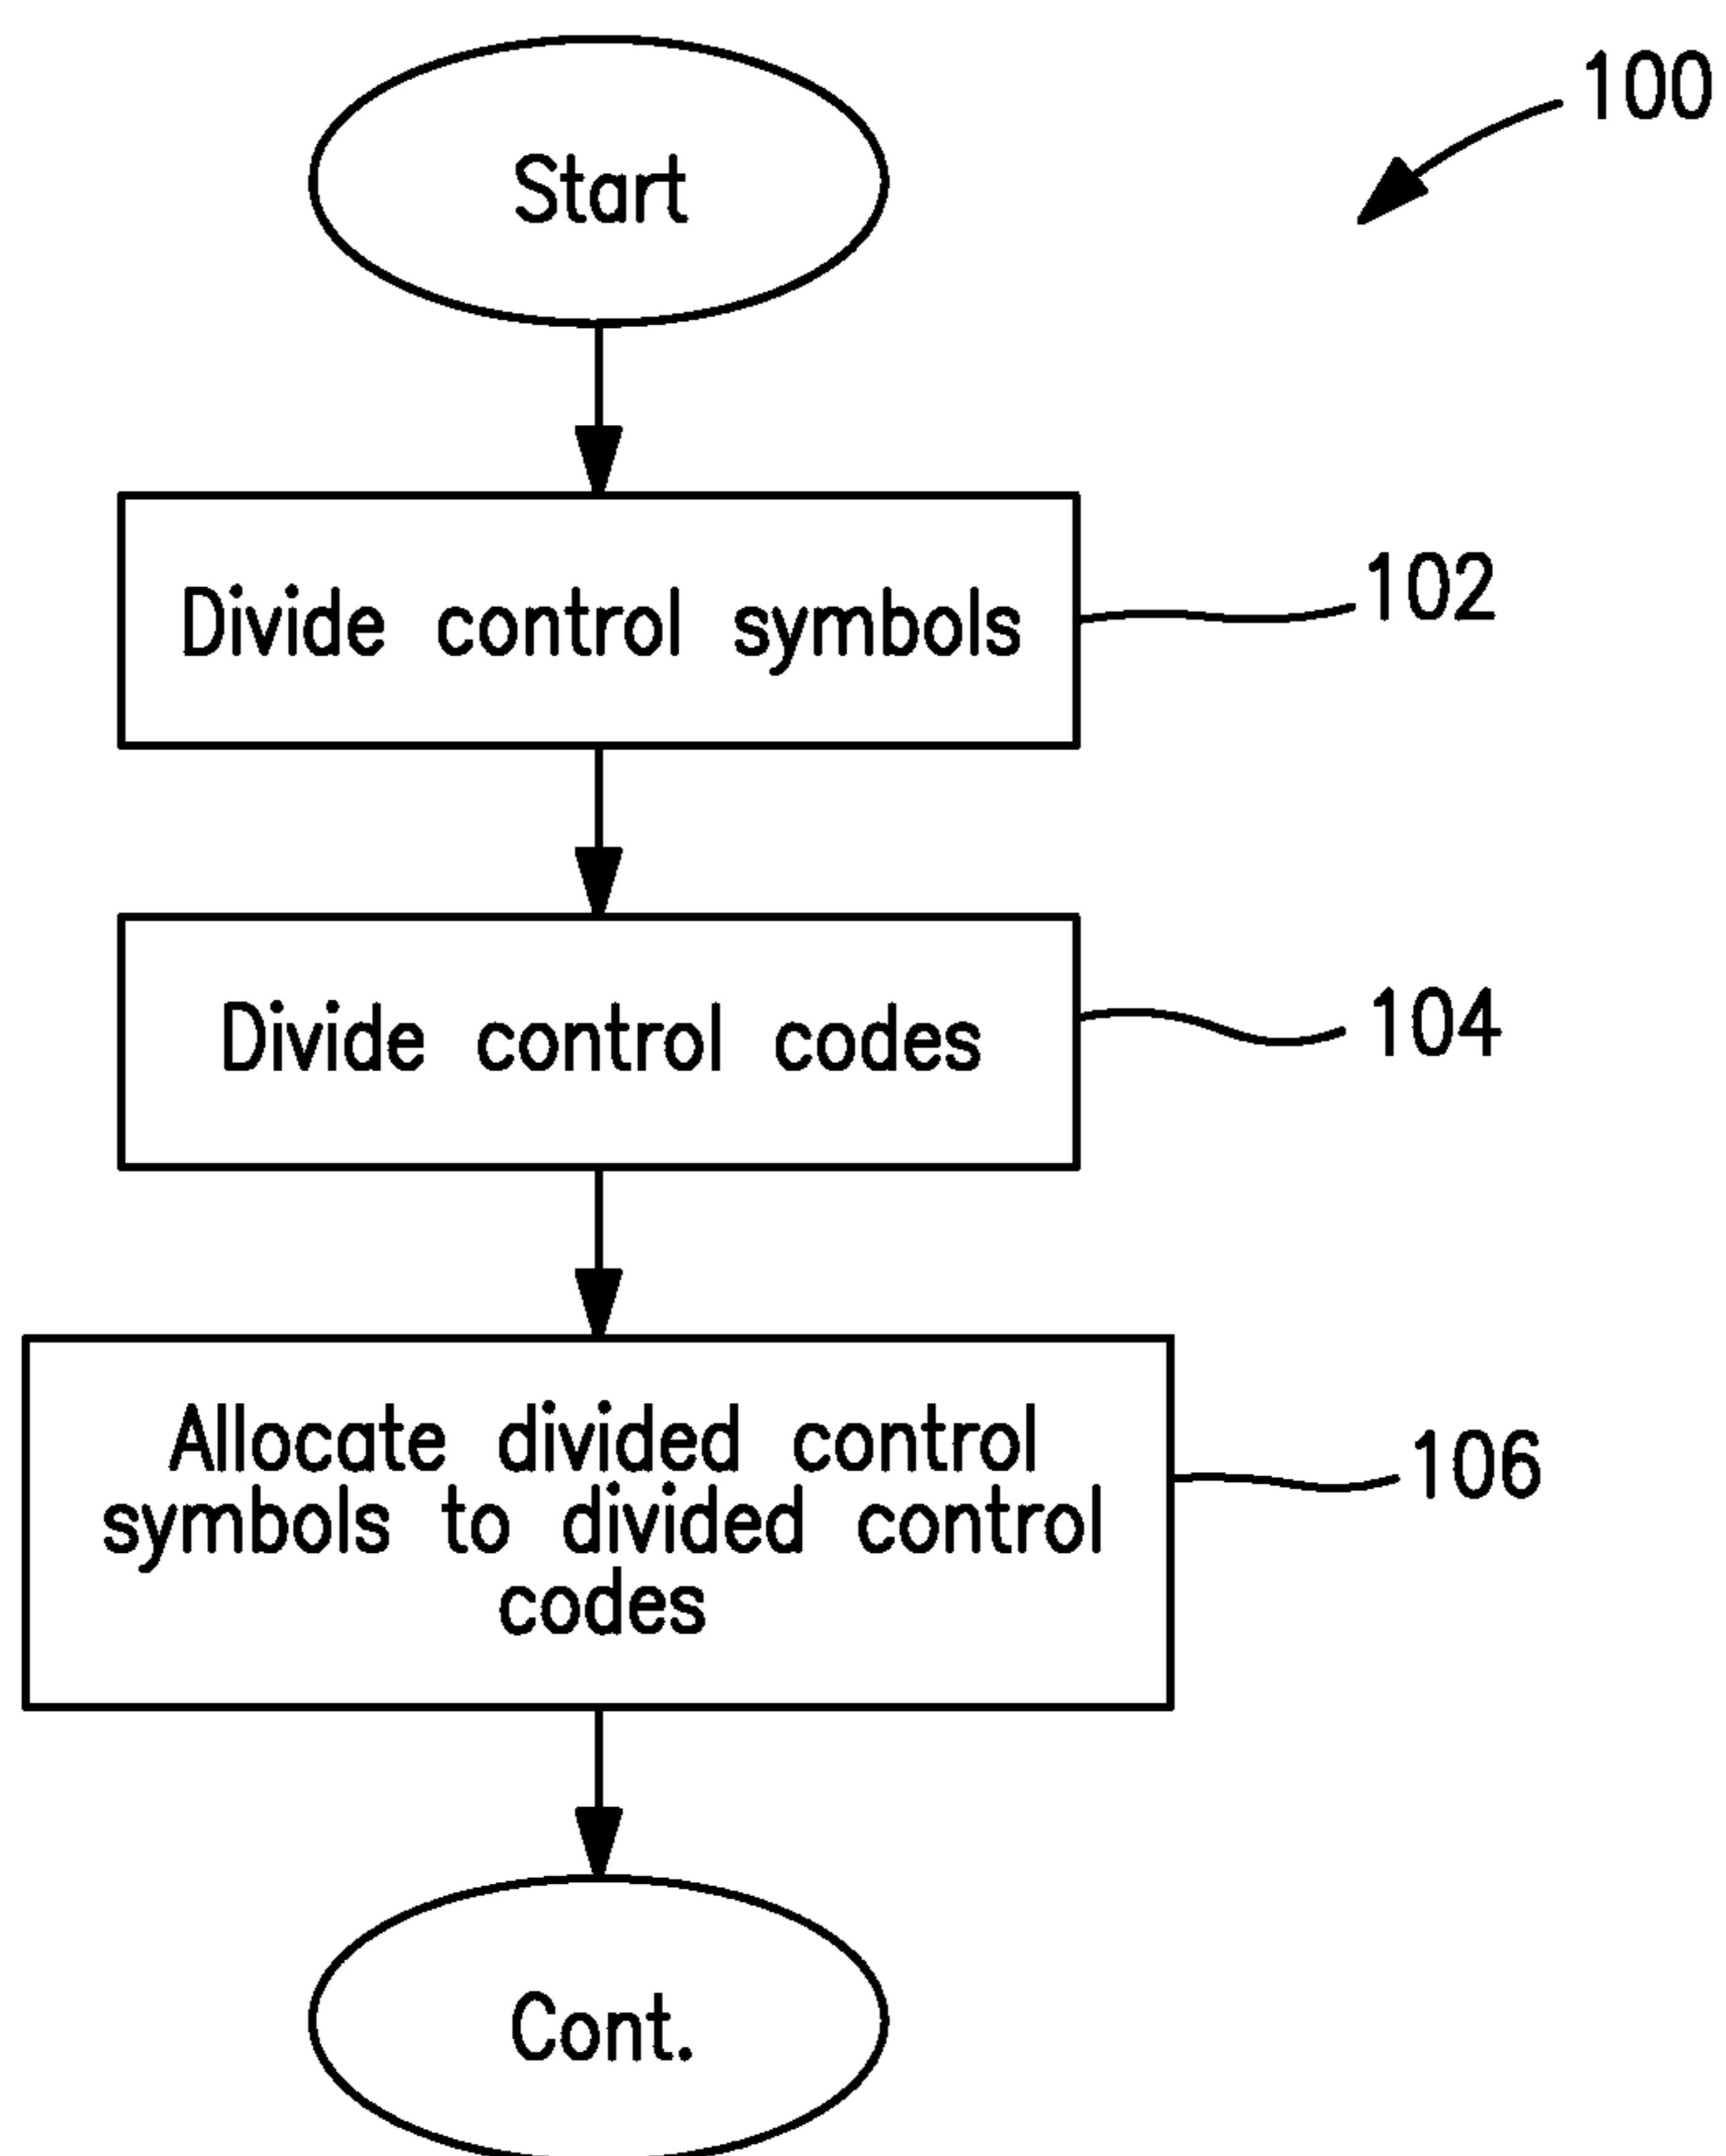 Start
100
Divide control symbols
102
Divide control codes
104
Allocate divided control
symbols to divided control
codes
106
Cont.